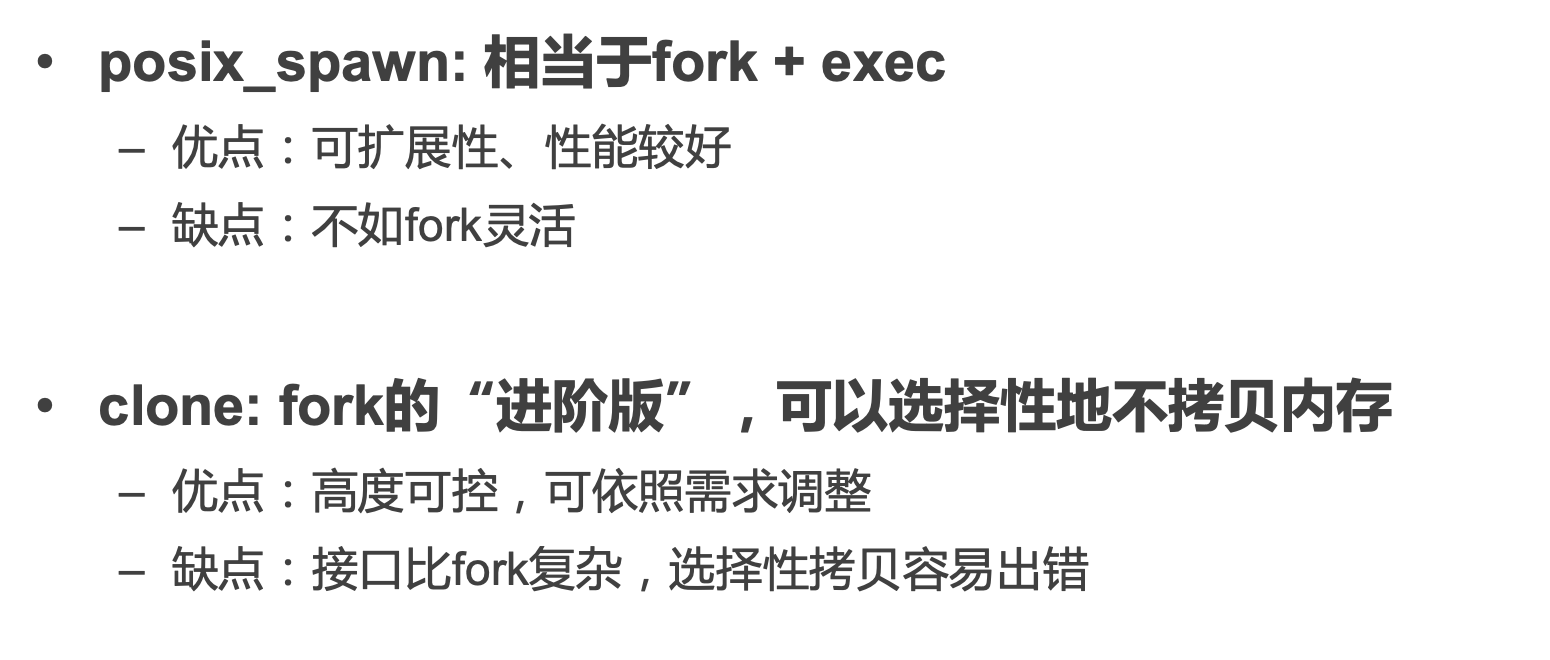 • posix_spawn: 相当于fork + exec
– 优点：可扩展性、性能较好
– 缺点：不如fork灵活
• clone: fork的“进阶版”，可以选择性地不拷贝内存
– 优点：高度可控，可依照需求调整
– 缺点：接口比fork复杂，选择性拷贝容易出错